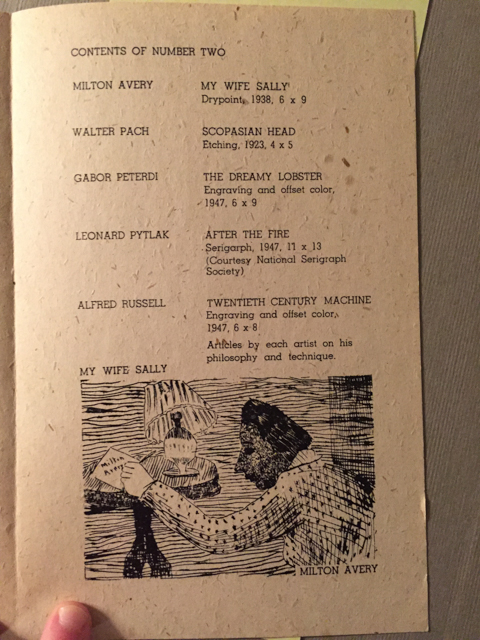 CONTENTS OF NUMBER TWO
MILTON AVERY
MY WIFE SALLY
Drypoint, 1938, 6 x 9
WALTER PACH
SCOPASIAN HEAD
Etching, 1923, 4 x 5
GABOR PETERDI
THE DREAMY LOBSTER
Engraving and offset color,
1947, 6 x 9
LEONARD PYTLAK
AFTER THE FIRE
Serigarph, 1947, 11 x 13
(Courtesy National Serigraph
Society)
ALFRED RUSSELL
TWENTIETH CENTURY MACHINE
Engraving and offset color,
1947, 6 x 8
Articles by each artist on his
philosophy and technique.
MY WIFE SALLY
Milton
Avery
MILTON AVERY